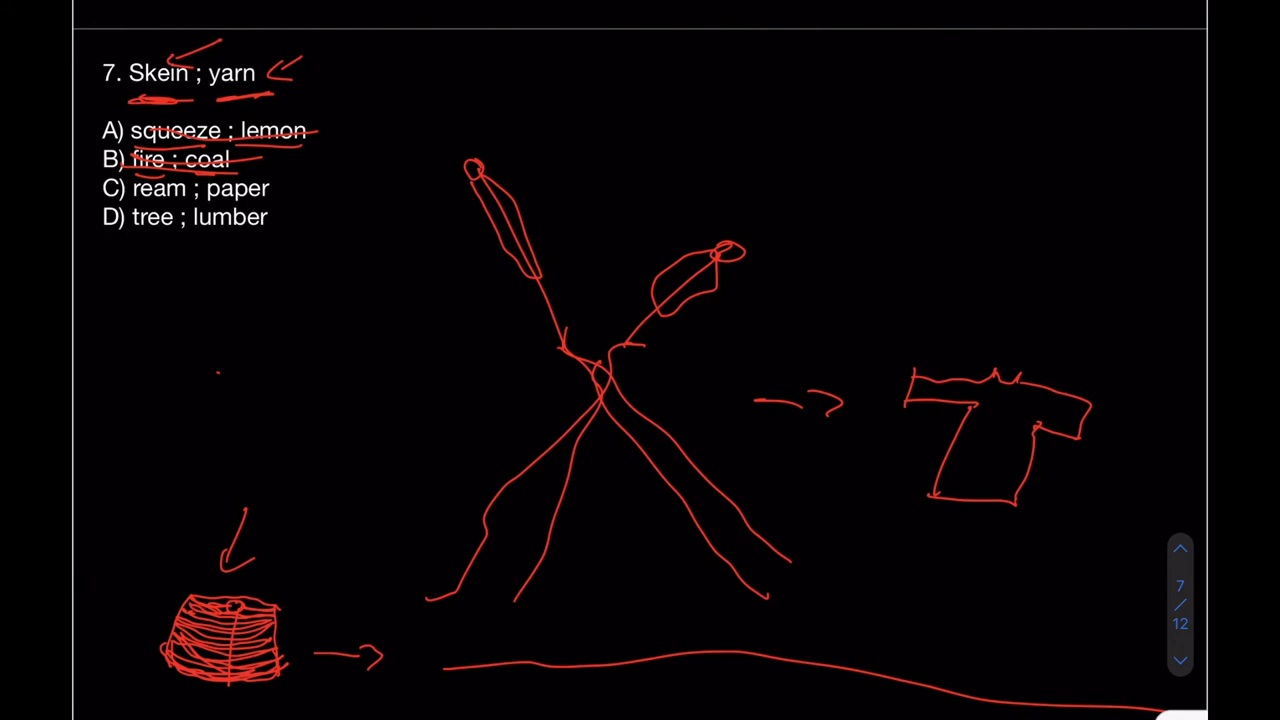 7. Skein ; yarn
A) squeeze ; lemon
B) fire ; coal
C) ream ; paper
D) tree ; lumber
7
/
12